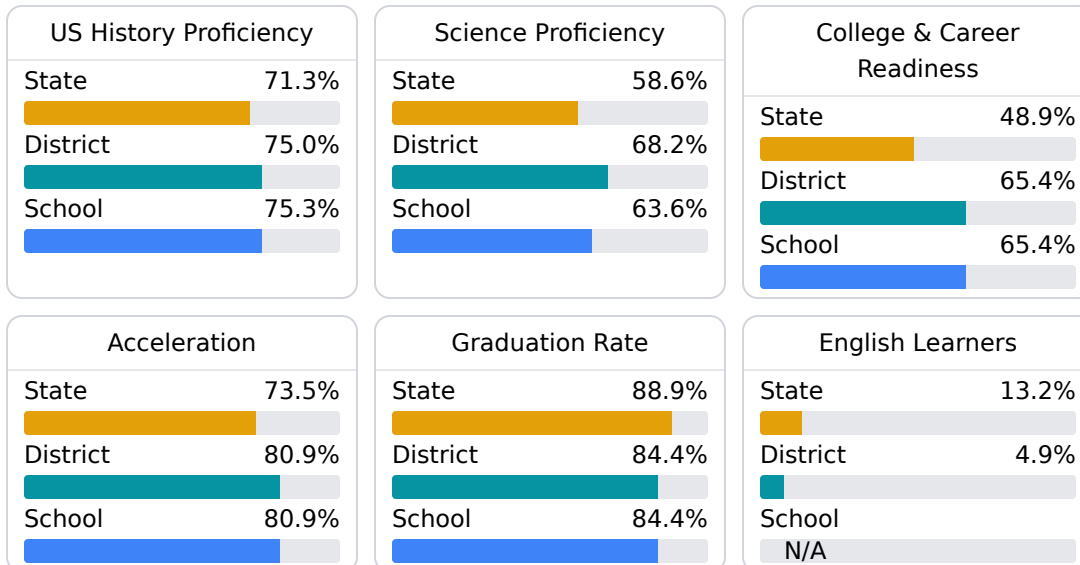 US History Proficiency
State 71.3%
District 75.0%
School 75.3%
Science Proficiency
State 58.6%
District 68.2%
School 63.6%
College & Career
Readiness
State 48.9%
District 65.4%
School 65.4%
Acceleration
State 73.5%
District 80.9%
School 80.9%
Graduation Rate
State 88.9%
District 84.4%
School 84.4%
English Learners
State 13.2%
District 4.9%
School
N/A